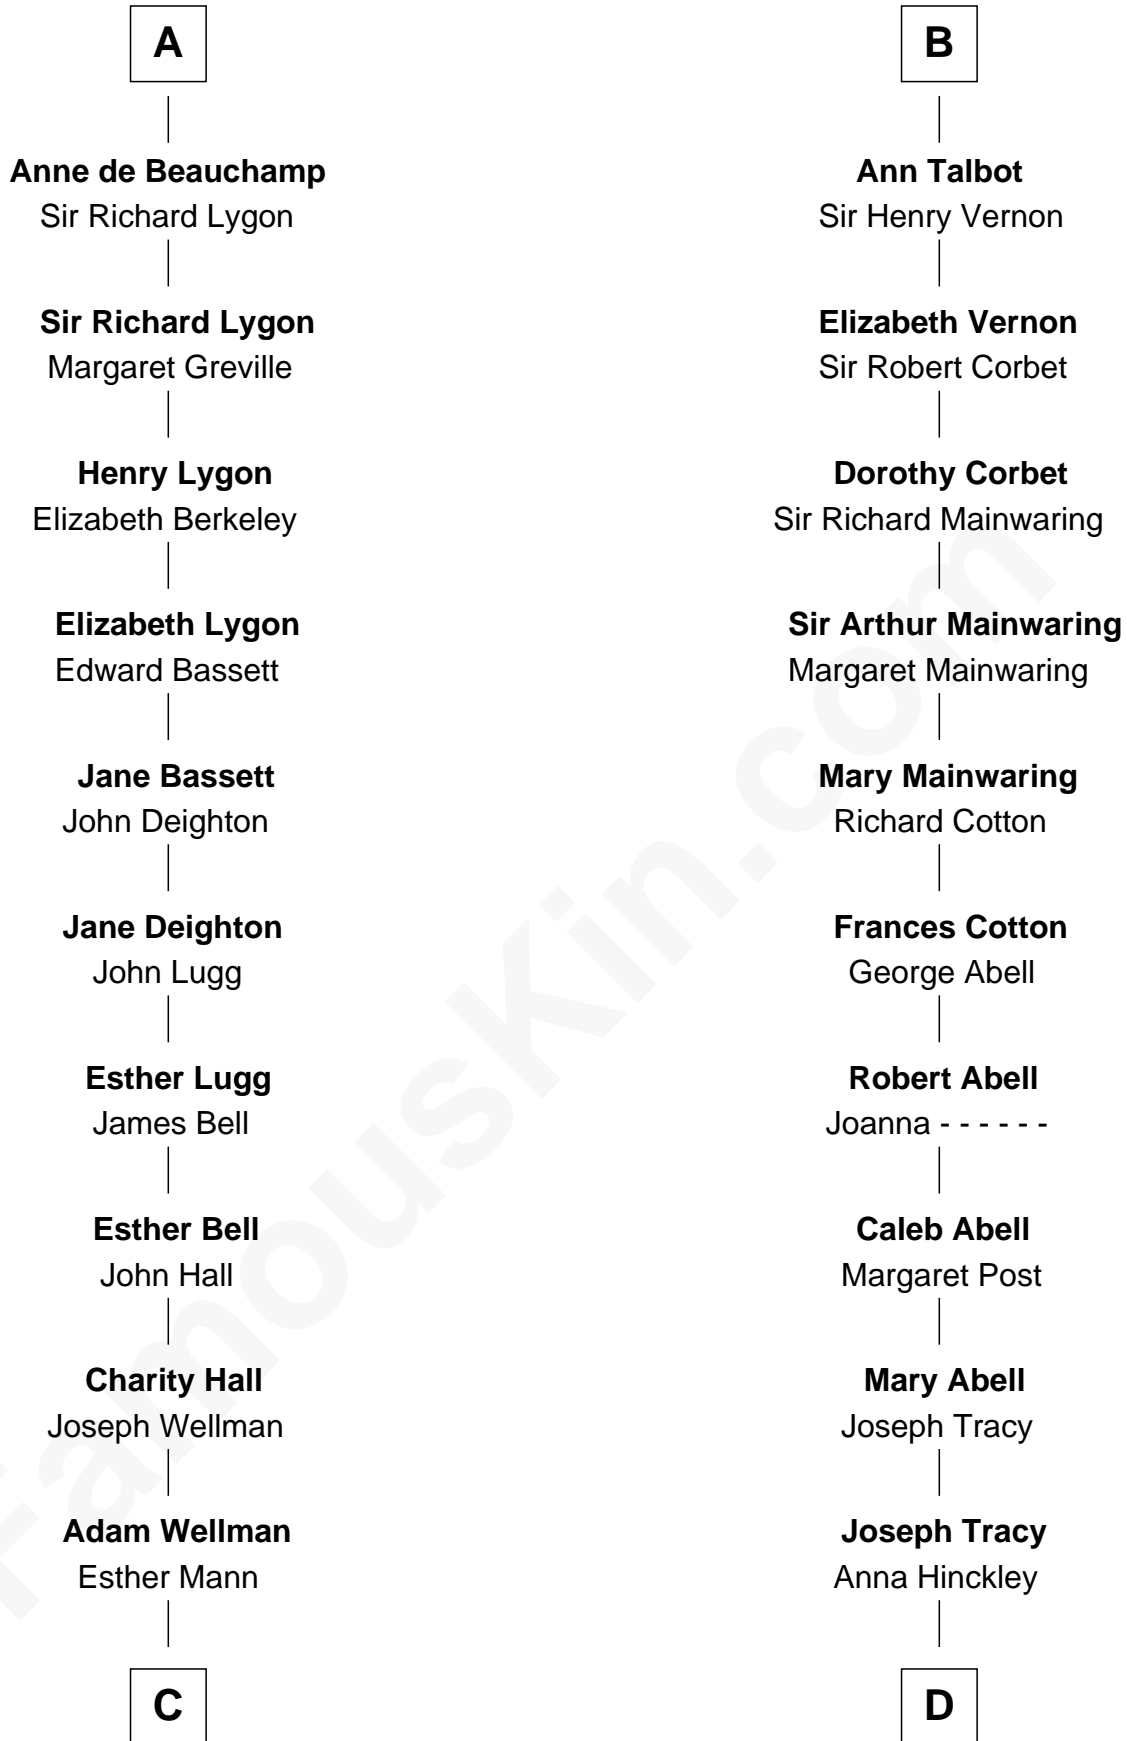 A
Anne de Beauchamp
Sir Richard Lygon
Sir Richard Lygon
Margaret Greville
Henry Lygon
Elizabeth Berkeley
Elizabeth Lygon
Edward Bassett
Jane Bassett
John Deighton
Jane Deighton
John Lugg
Esther Lugg
James Bell
Esther Bell
John Hall
Charity Hall
Joseph Wellman
Adam Wellman
Esther Mann
C
B
Ann Talbot
Sir Henry Vernon
Elizabeth Vernon
Sir Robert Corbet
Dorothy Corbet
Sir Richard Mainwaring
Sir Arthur Mainwaring
Margaret Mainwaring
Mary Mainwaring
Richard Cotton
Frances Cotton
George Abell
Robert Abell
Joanna - - - - - -
Caleb Abell
Margaret Post
Mary Abell
Joseph Tracy
Joseph Tracy
Anna Hinckley
D
FamousKin.com